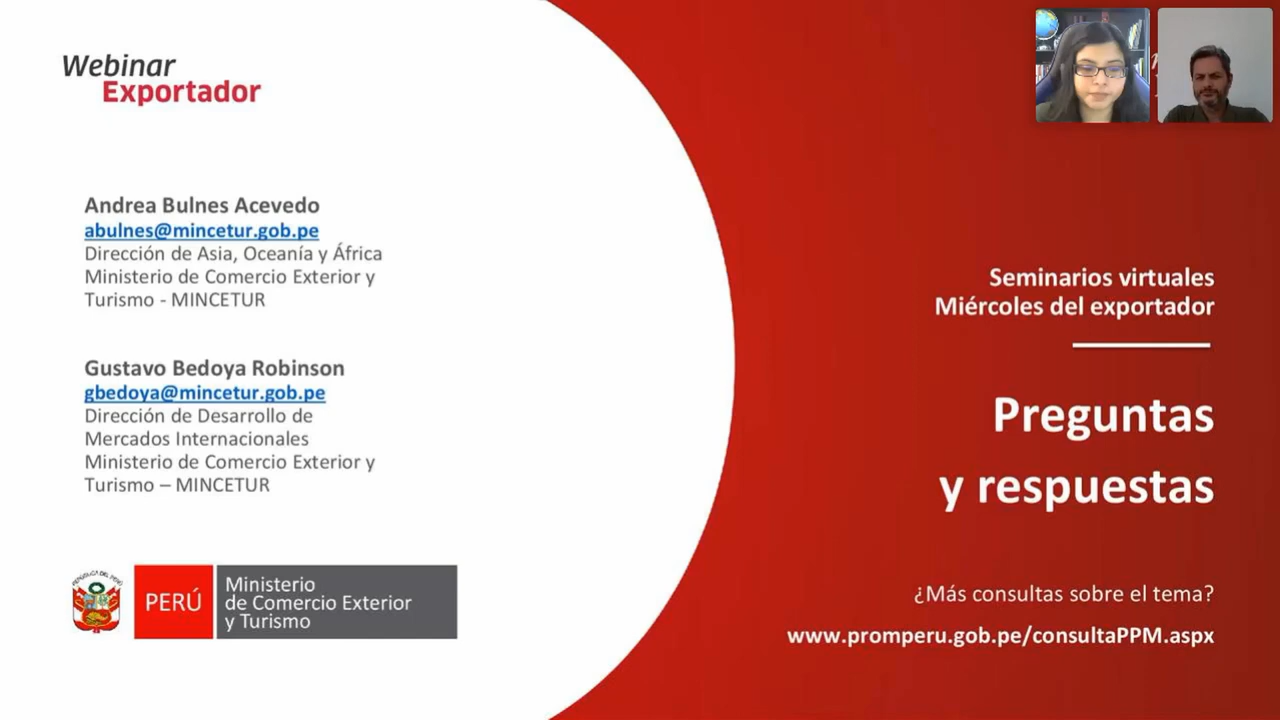 Webinar
Exportador
Andrea Bulnes Acevedo
abulnes@mincetur.gob.pe
Dirección de Asia, Oceanía y África
Ministerio de Comercio Exterior y
Turismo - MINCETUR
Gustavo Bedoya Robinson
gbedoya@mincetur.gob.pe
Dirección de Desarrollo de
Mercados Internacionales
Ministerio de Comercio Exterior y
Turismo – MINCETUR
REPÚBLICA DEL PERÚ
PERÚ
Ministerio
de Comercio Exterior
y Turismo
Seminarios virtuales
Miércoles del exportador
Preguntas
y respuestas
¿Más consultas sobre el tema?
www.promperu.gob.pe/consultaPPM.aspx